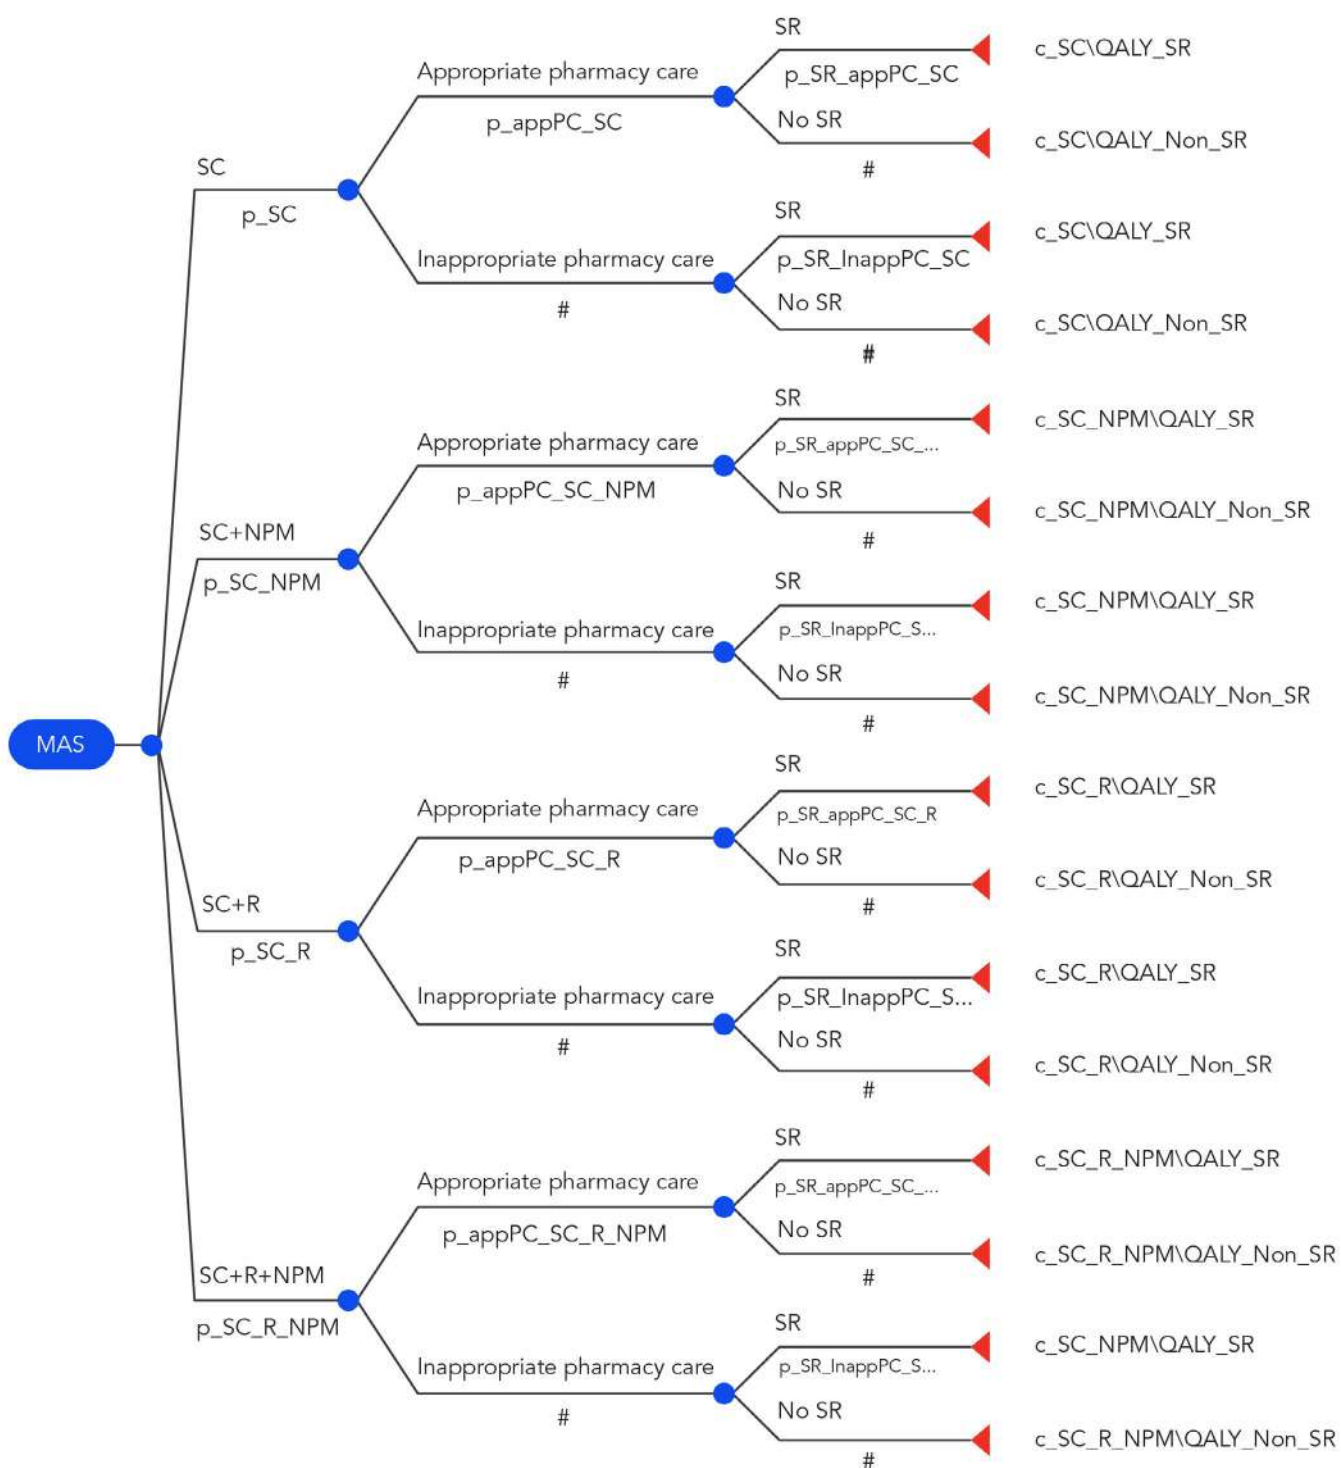 SR
c_SC\QALY_SR
Appropriate pharmacy care
p_SR_appPC_SC
p_appPC_SC
No SR
c_SC\QALY_Non_SR
#
SC
p_SC
SR
c_SC\QALY_SR
Inappropriate pharmacy care
p_SR_InappPC_SC
#
No SR
c_SC\QALY_Non_SR
#
SR
c_SC_NPM\QALY_SR
Appropriate pharmacy care
p_SR_appPC_SC_...
p_appPC_SC_NPM
No SR
c_SC_NPM\QALY_Non_SR
#
SC+NPM
p_SC_NPM
SR
c_SC_NPM\QALY_SR
Inappropriate pharmacy care
p_SR_InappPC_S...
#
No SR
c_SC_NPM\QALY_Non_SR
#
MAS
SR
c_SC_R\QALY_SR
Appropriate pharmacy care
p_SR_appPC_SC_R
p_appPC_SC_R
No SR
c_SC_R\QALY_Non_SR
#
SC+R
p_SC_R
SR
c_SC_R\QALY_SR
Inappropriate pharmacy care
p_SR_InappPC_S...
#
No SR
c_SC_R\QALY_Non_SR
#
SR
c_SC_R_NPM\QALY_SR
Appropriate pharmacy care
p_SR_appPC_SC_...
p_appPC_SC_R_NPM
No SR
c_SC_R_NPM\QALY_Non_SR
#
SC+R+NPM
p_SC_R_NPM
SR
c_SC_NPM\QALY_SR
Inappropriate pharmacy care
p_SR_InappPC_S...
#
No SR
c_SC_R_NPM\QALY_Non_SR
#